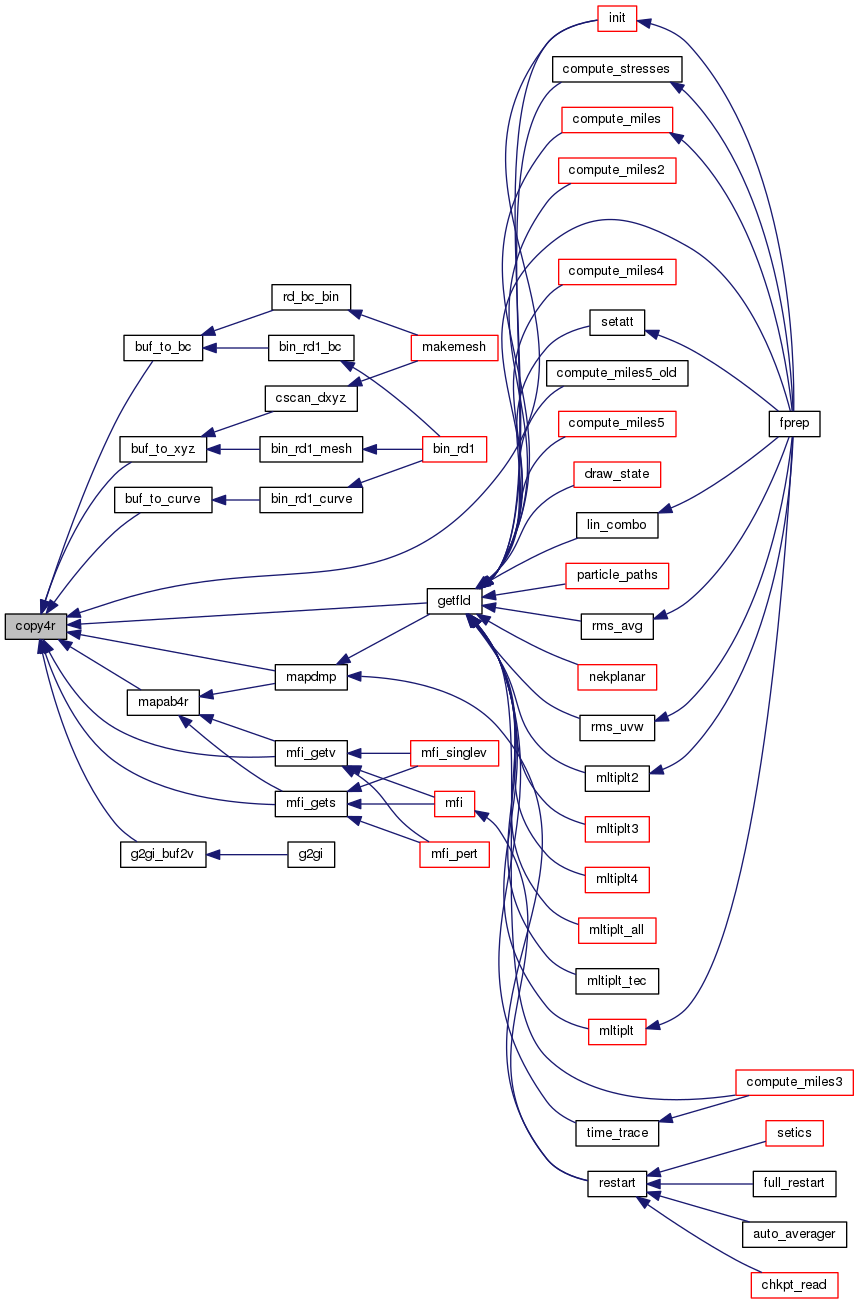 init
compute_stresses
compute_miles
compute_miles2
compute_miles4
rd_bc_bin
setatt
buf_to_bc
bin_rd1_bc
makemesh
compute_miles5_old
cscan_dxyz
fprep
compute_miles5
buf_to_xyz
bin_rd1_mesh
bin_rd1
draw_state
buf_to_curve
bin_rd1_curve
lin_combo
particle_paths
getfld
copy4r
rms_avg
mapdmp
nekplanar
mapab4r
rms_uvw
mfi_getv
mfi_singlev
mltiplt2
mfi_gets
mfi
mltiplt3
g2gi_buf2v
g2gi
mfi_pert
mltiplt4
mltiplt_all
mltiplt_tec
mltiplt
compute_miles3
time_trace
setics
restart
full_restart
auto_averager
chkpt_read